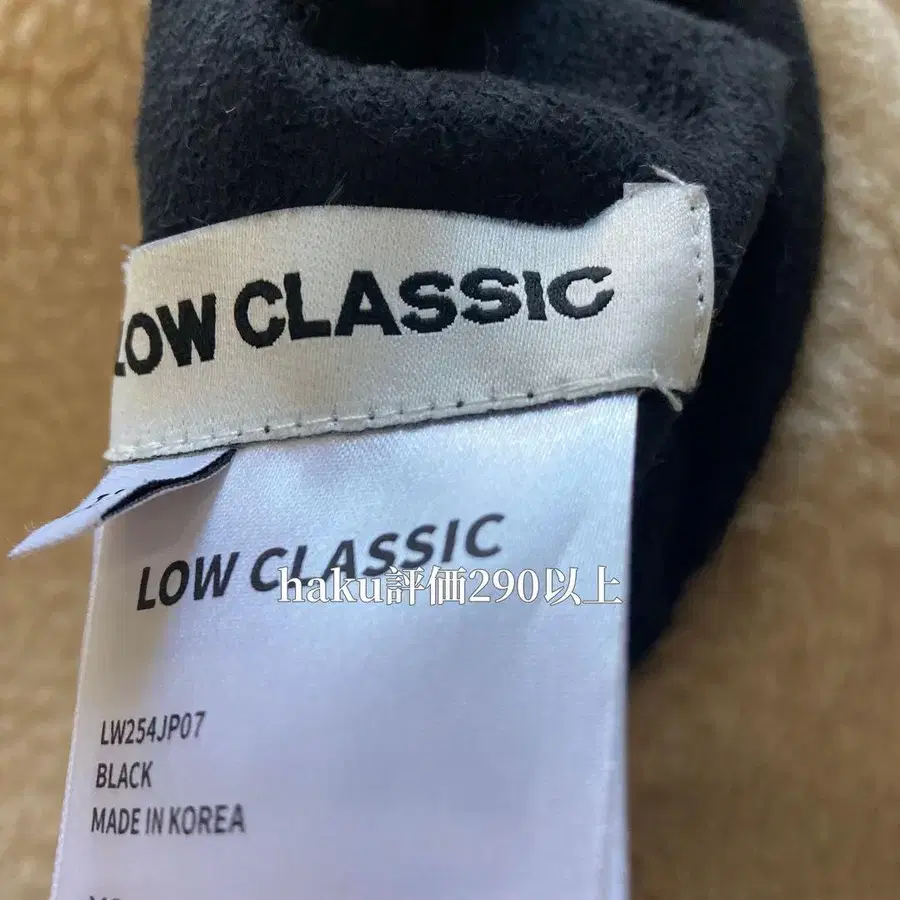 LOW CLASSIC
LOW CLASSIC
haku評価290以上
LW254JP07
BLACK
MADE IN KOREA